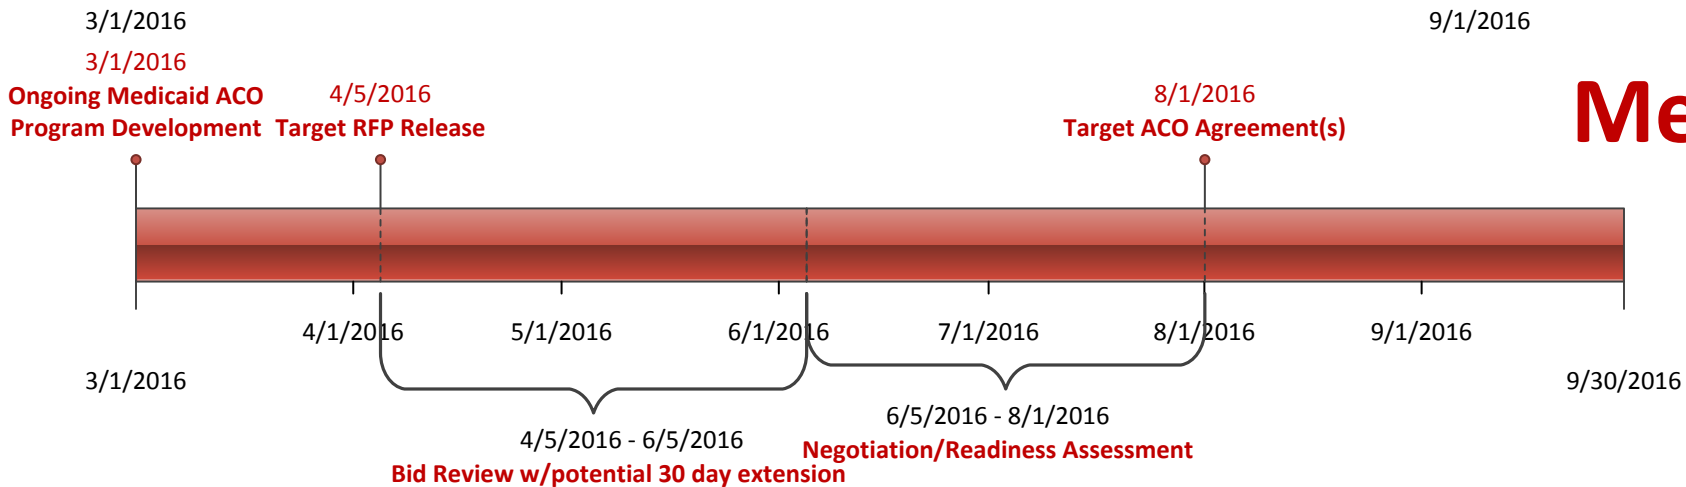 3/1/2016
9/1/2016
3/1/2016
Ongoing Medicaid ACO
Program Development
4/5/2016
Target RFP Release
8/1/2016
Target ACO Agreement(s)
4/1/2016
5/1/2016
6/1/2016
7/1/2016
8/1/2016
9/1/2016
3/1/2016
9/30/2016
4/5/2016 - 6/5/2016
Bid Review w/potential 30 day extension
6/5/2016 - 8/1/2016
Negotiation/Readiness Assessment